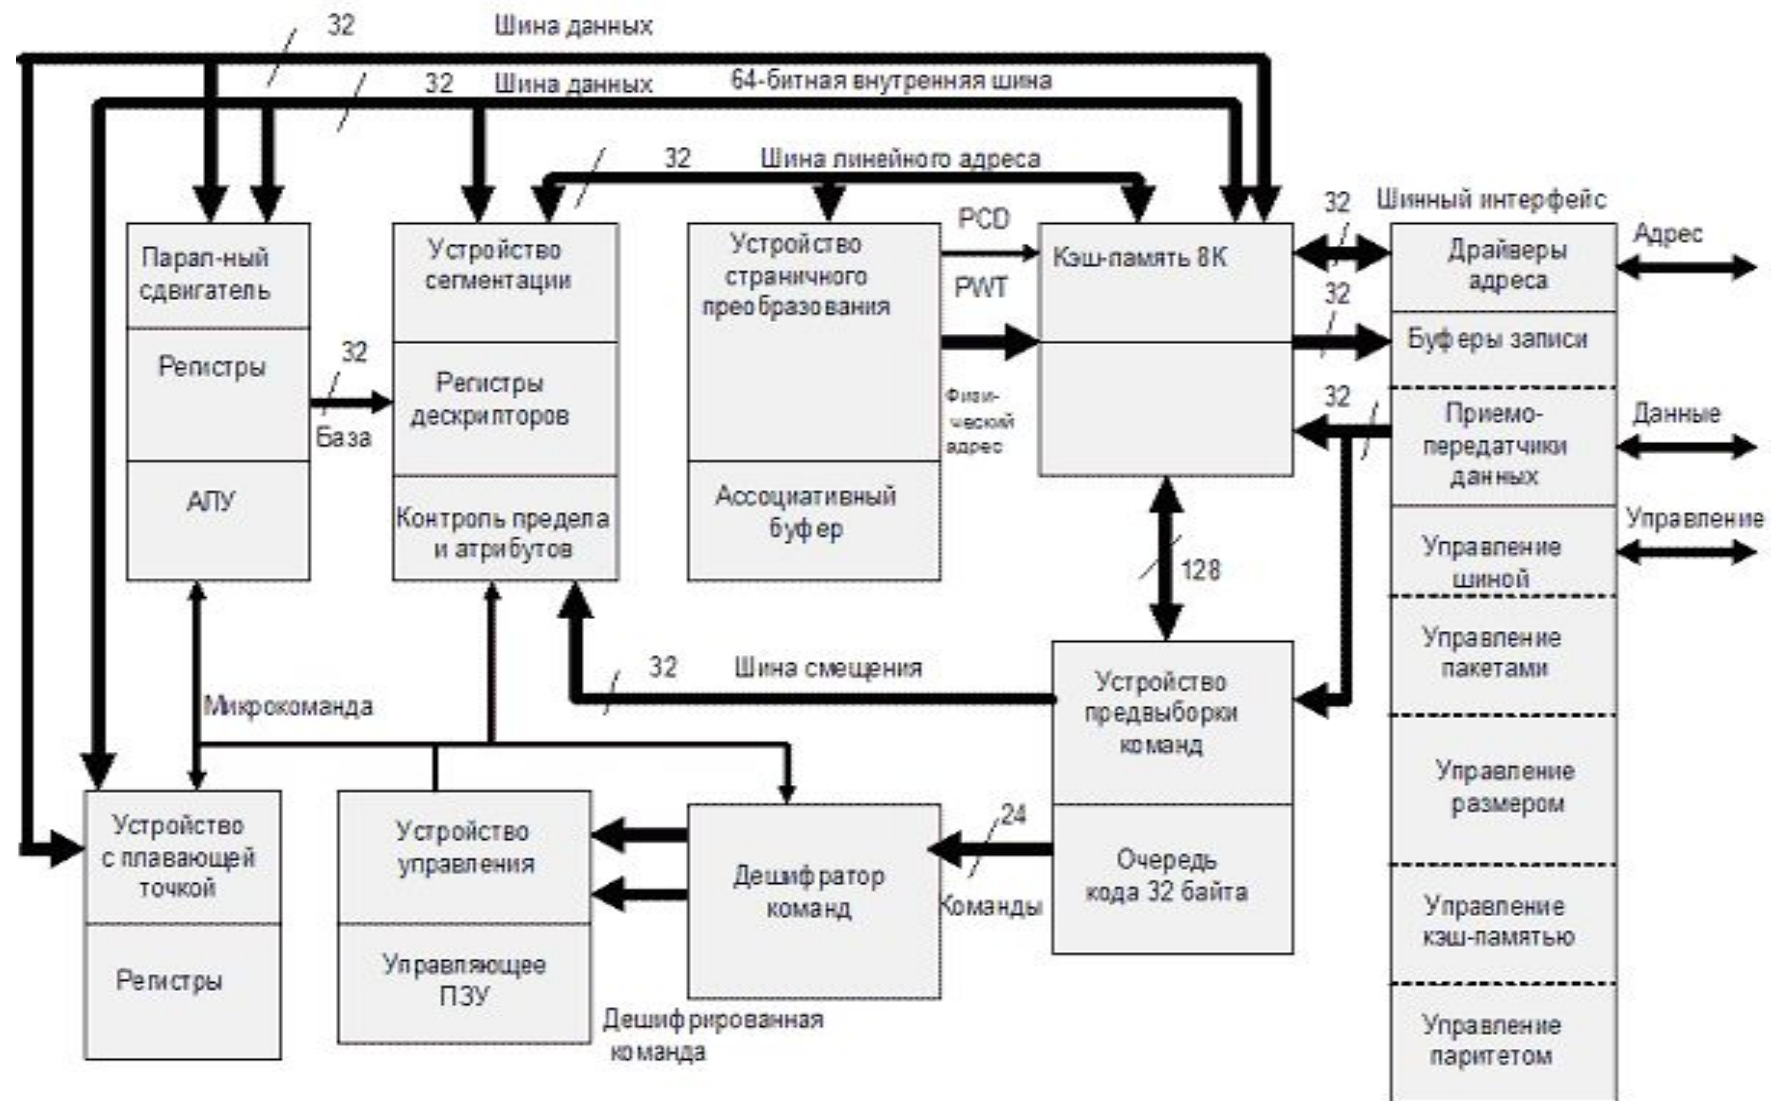 32 Шина данных
32 Шина данных 64-битная внутренняя шина
32 Шина линейного адреса
Парал-ный
сдвигатель
Регистры
АЛУ
32
База
Устройство
сегментации
Регистры
дескрипторов
Контроль предела
и атрибутов
Устройство
страничного
преобразования
Ассоциативный
буфер
PCD
PWT
Физи-
ческий
адрес
Кэш-память 8К
32
32
32
Шинный интерфейс
Драйверы
адреса
Буферы записи
Приемо-
передатчики
данных
Управление
шиной
Управление
пакетами
Управление
размером
Управление
кэш-памятью
Управление
паритетом
Адрес
Данные
Управление
128
32 Шина смещения
Микрокоманда
Устройство
предвыборки
команд
Очередь
кода 32 байта
24
Команды
Устройство
с плавающей
точкой
Регистры
Устройство
управления
Управляющее
ПЗУ
Дешифратор
команд
Дешифрированная
команда